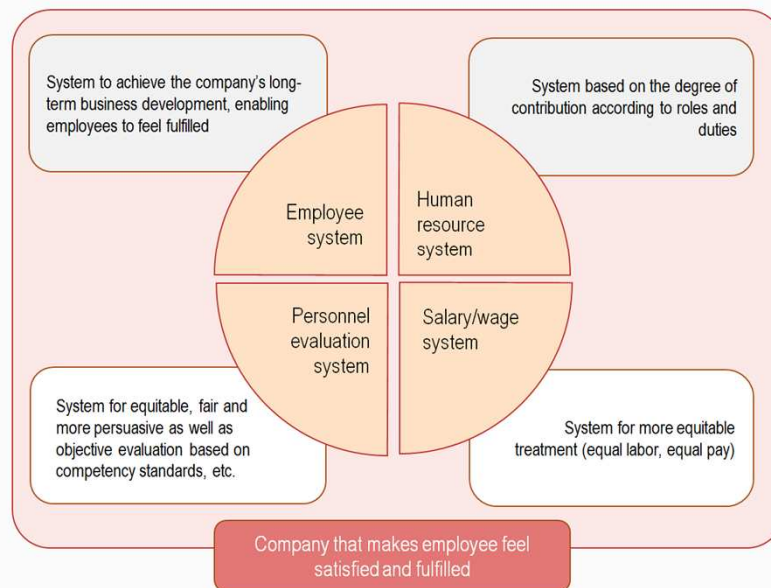 System to achieve the company's long-
term business development, enabling
employees to feel fulfilled
System based on the degree of
contribution according to roles and
duties
Employee
system
Human
resource
system
Personnel
evaluation
system
Salary/wage
system
System for equitable, fair and
more persuasive as well as
objective evaluation based on
competency standards, etc.
System for more equitable
treatment (equal labor, equal pay)
Company that makes employee feel
satisfied and fulfilled